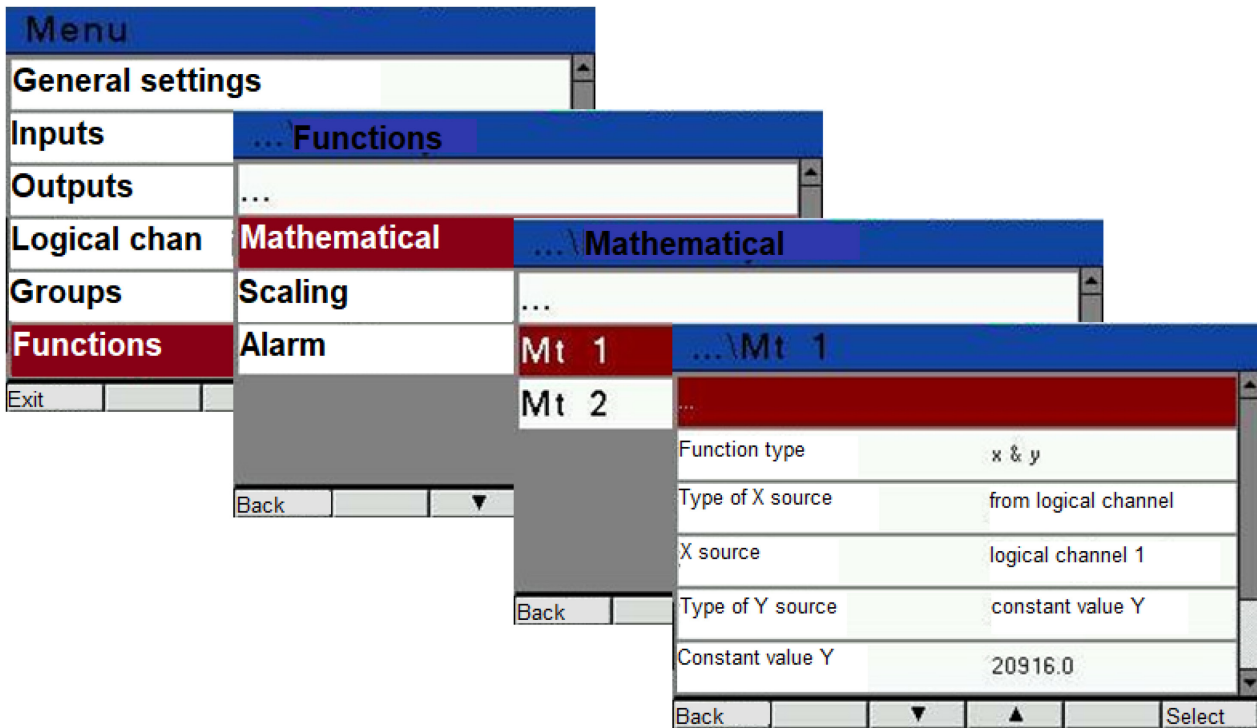 Menu
General settings
Inputs
Outputs
Logical chan
Groups
Functions
Exit
...\Functions
...
Mathematical
Scaling
Alarm
Back ▼
...\Mathematical
...
Mt 1
Mt 2
Back
...\Mt 1
...
Function type x & y
Type of X source from logical channel
X source logical channel 1
Type of Y source constant value Y
Constant value Y 20916.0
Back ▼ ▲ Select